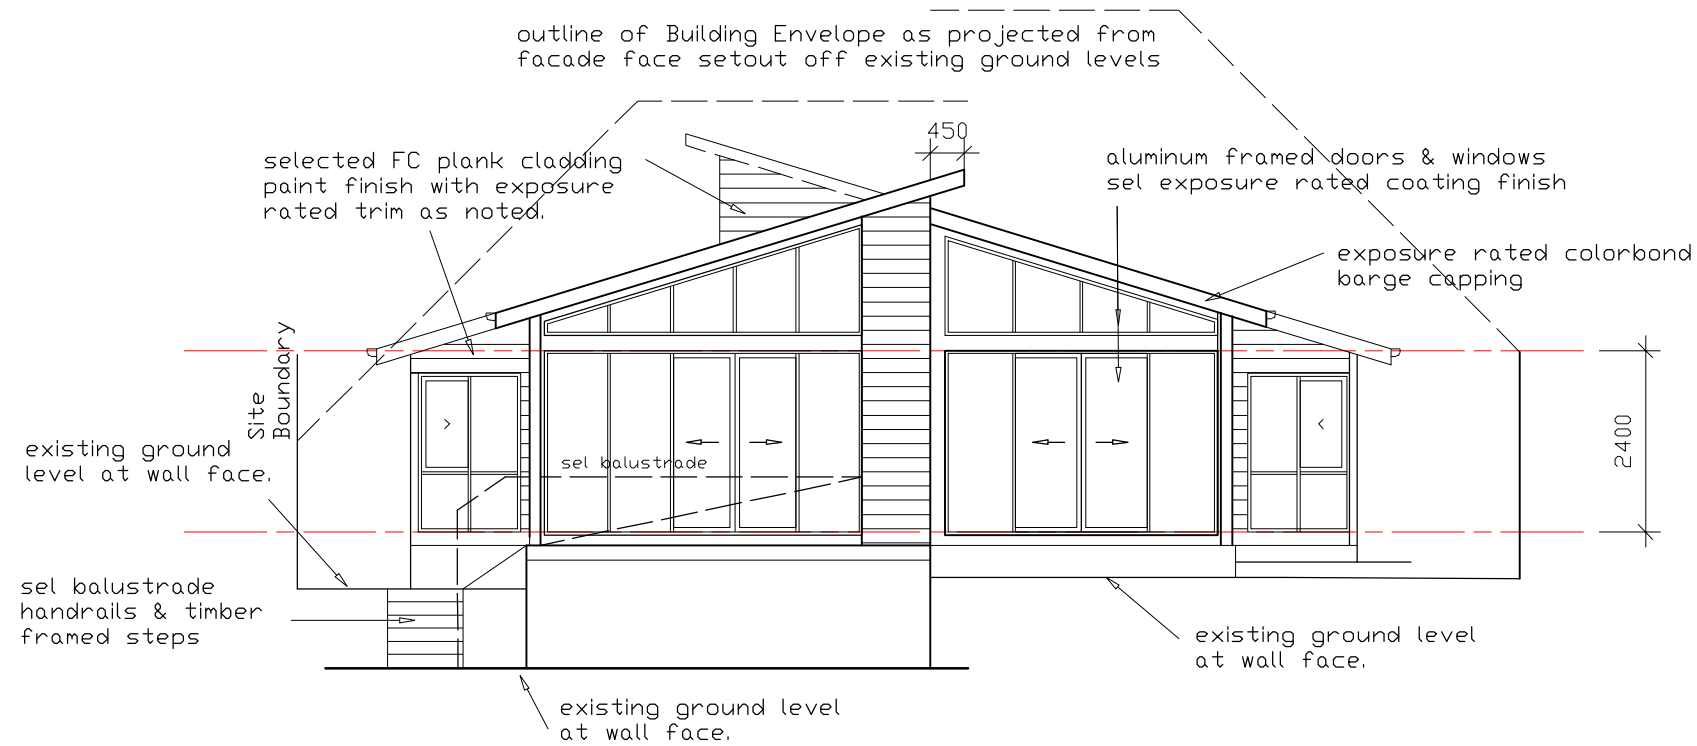 outline of Building Envelope as projected from
facade face setout off existing ground levels
450
selected FC plank cladding
paint finish with exposure
rated trim as noted.
aluminum framed doors & windows
sel exposure rated coating finish
exposure rated colorbond
barge capping
Site
Boundary
existing ground
level at wall face.
sel balustrade
2400
sel balustrade
handrails & timber
framed steps
existing ground level
at wall face.
existing ground level
at wall face.